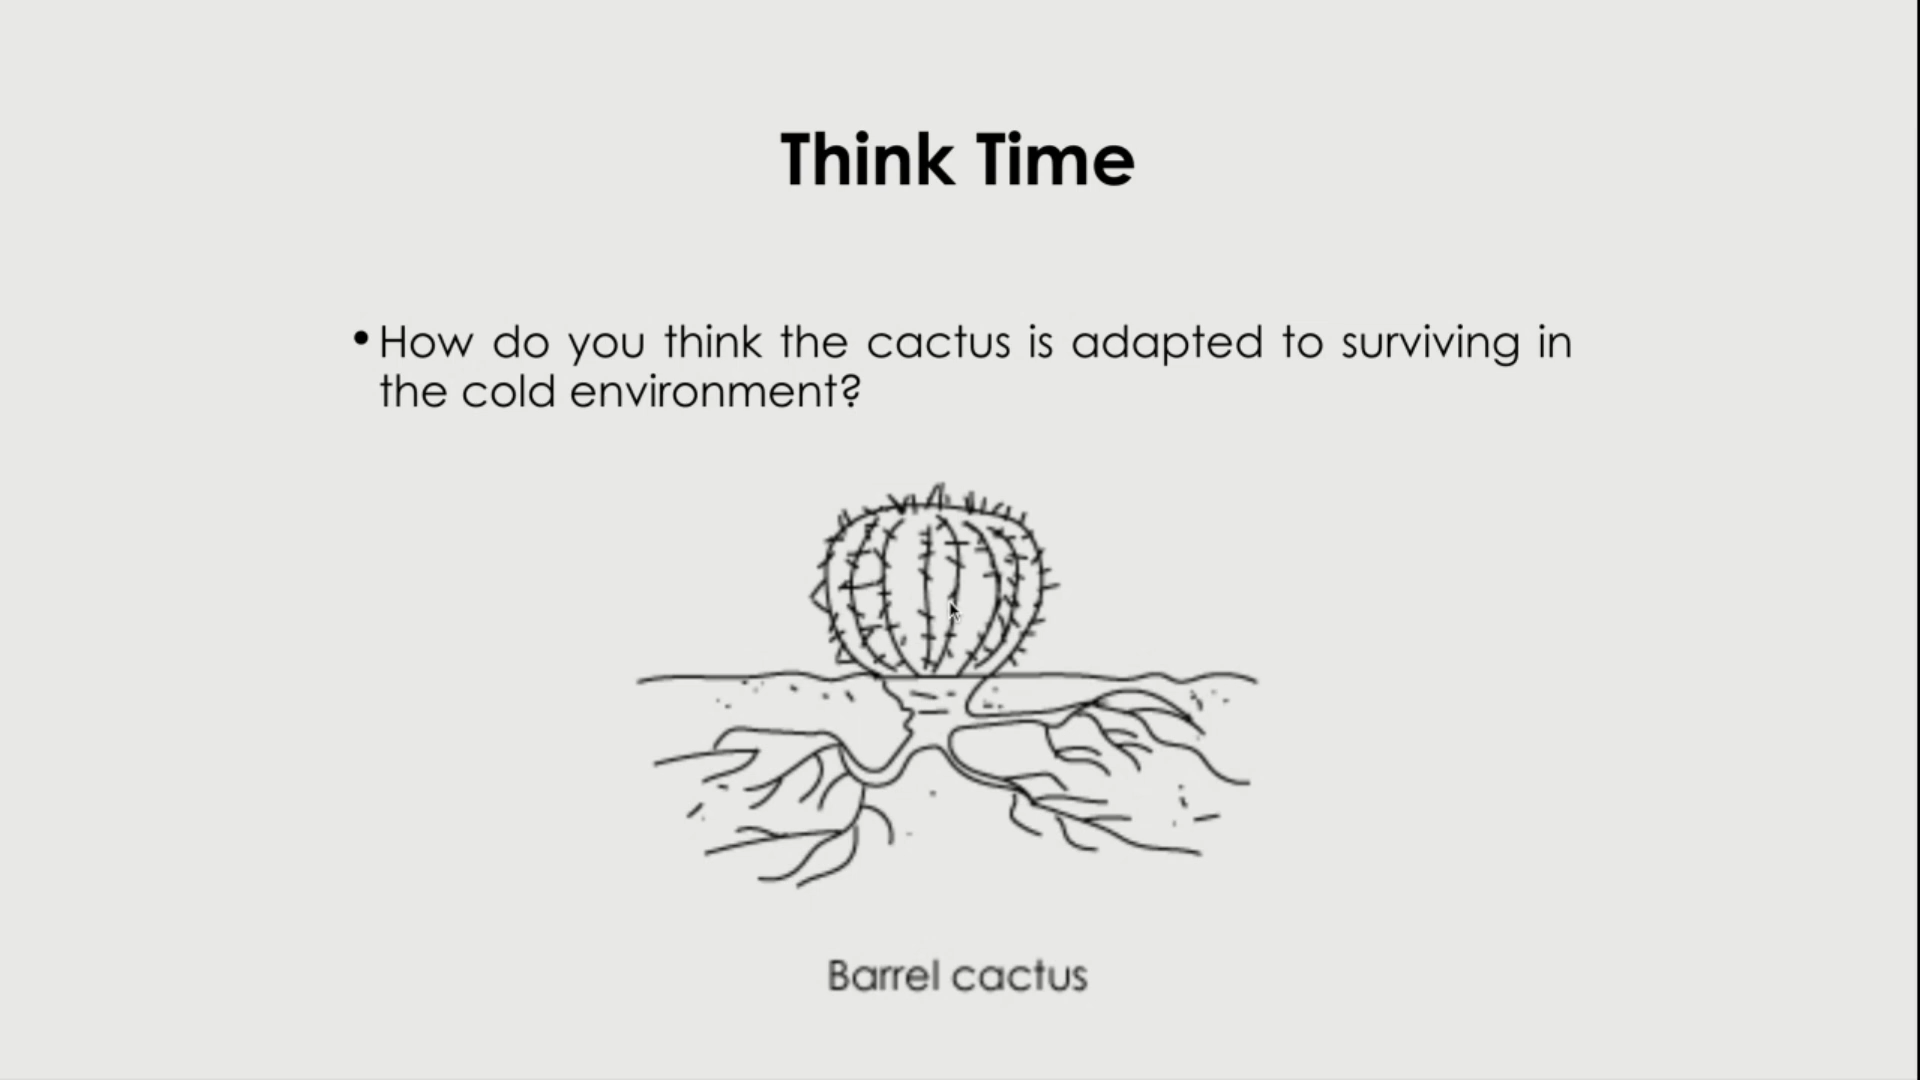 Think Time
•How do you think the cactus is adapted to surviving in
the cold environment?
Barrel cactus